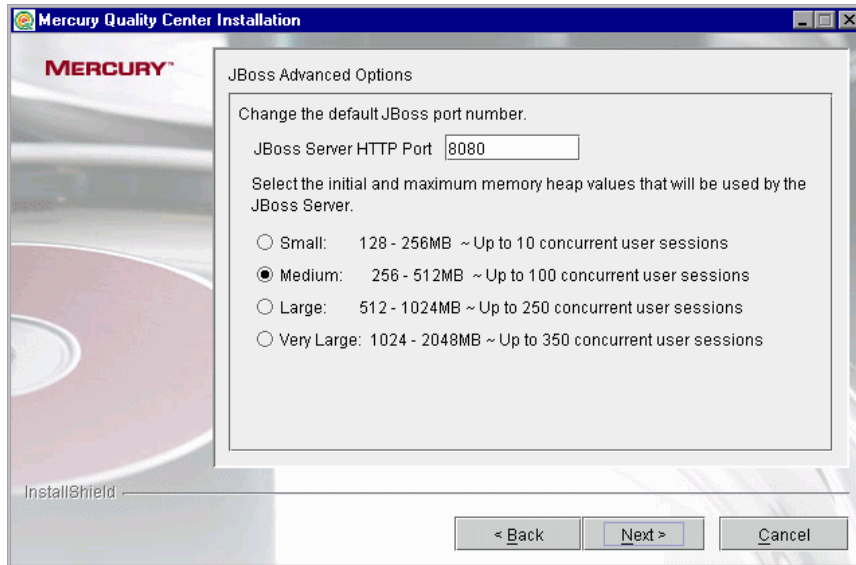 Mercury Quality Center Installation
MERCURY™
JBoss Advanced Options
Change the default JBoss port number.
JBoss Server HTTP Port 8080
Select the initial and maximum memory heap values that will be used by the
JBoss Server.
Small: 128 - 256MB ~ Up to 10 concurrent user sessions
Medium: 256 - 512MB ~ Up to 100 concurrent user sessions
Large: 512 - 1024MB ~ Up to 250 concurrent user sessions
Very Large: 1024 - 2048MB ~ Up to 350 concurrent user sessions
InstallShield
< Back Next > Cancel